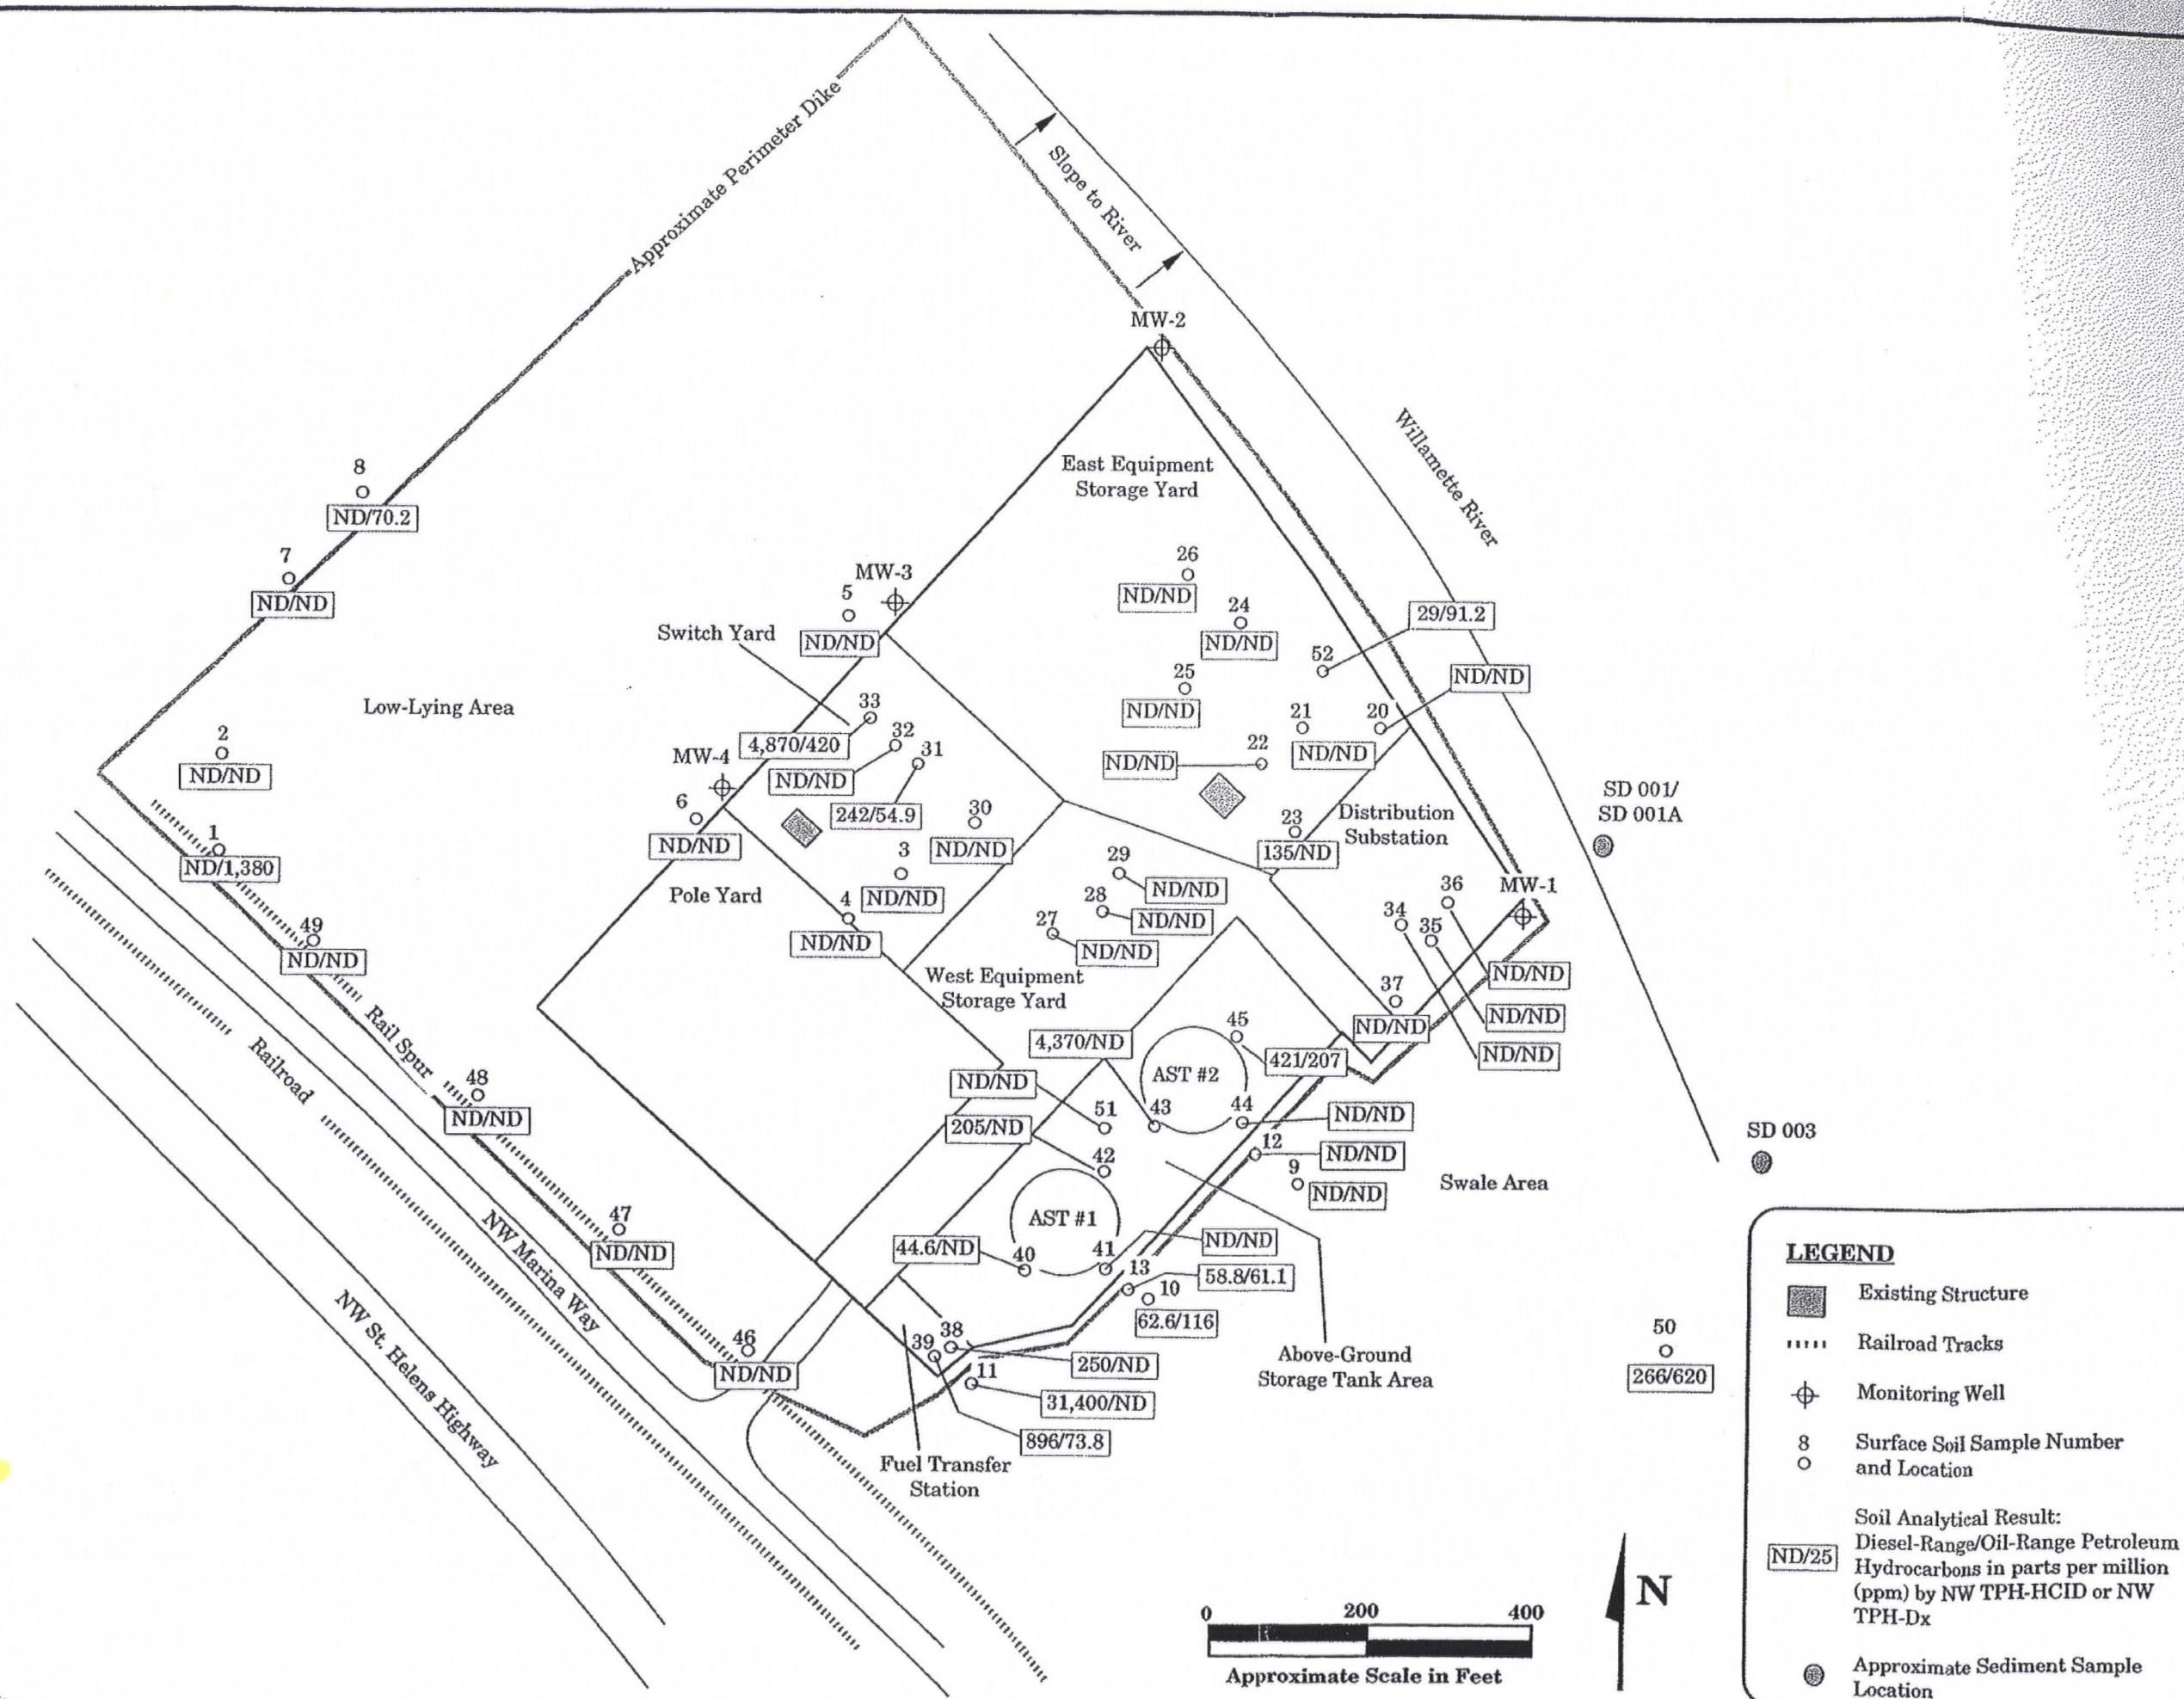 Approximate Perimeter Dike
Slope to River
MW-2
Willamette River
East Equipment
Storage Yard
8
ND/70.2
7
ND/ND
MW-3
5
ND/ND
26
ND/ND
24
ND/ND
29/91.2
52
25
ND/ND
ND/ND
Switch Yard
33
4,870/420
32
ND/ND
31
242/54.9
21
ND/ND
20
22
ND/ND
Low-Lying Area
2
ND/ND
MW-4
6
ND/ND
30
ND/ND
23
135/ND
Distribution
Substation
SD 001/
SD 001A
1
ND/1,380
3
ND/ND
Pole Yard
4
ND/ND
29
ND/ND
28
ND/ND
27
ND/ND
36
MW-1
34
35
ND/ND
ND/ND
ND/ND
49
ND/ND
West Equipment
Storage Yard
37
ND/ND
Rail Spur
Railroad
4,370/ND
45
421/207
AST #2
ND/ND
51
43
44
ND/ND
48
ND/ND
205/ND
42
12
ND/ND
9
ND/ND
Swale Area
SD 003
47
ND/ND
AST #1
44.6/ND
40
41
ND/ND
13
58.8/61.1
10
62.6/116
NW Marina Way
NW St. Helens Highway
46
ND/ND
39
38
250/ND
11
31,400/ND
896/73.8
Above-Ground
Storage Tank Area
50
266/620
Fuel Transfer
Station
0 200 400
Approximate Scale in Feet
N
LEGEND
Existing Structure
Railroad Tracks
Monitoring Well
8
Surface Soil Sample Number
and Location
ND/25
Soil Analytical Result:
Diesel-Range/Oil-Range Petroleum
Hydrocarbons in parts per million
(ppm) by NW TPH-HCID or NW
TPH-Dx
Approximate Sediment Sample
Location